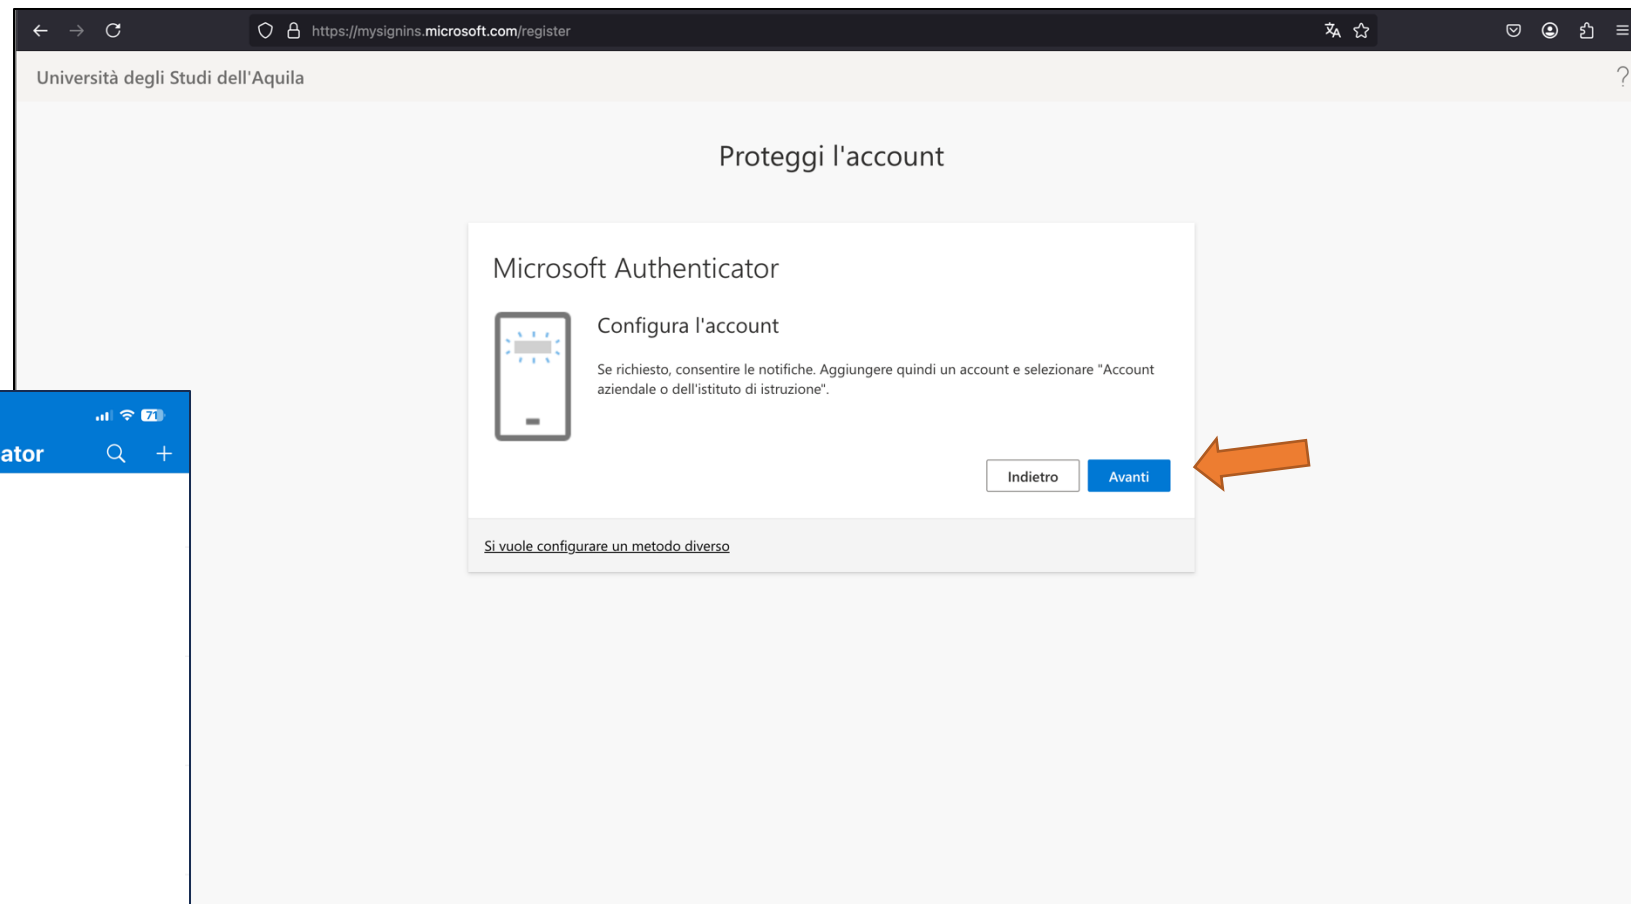 https://mysignins.microsoft.com/register
Università degli Studi dell'Aquila
?
Proteggi l'account
Microsoft Authenticator
Configura l'account
Se richiesto, consentire le notifiche. Aggiungere quindi un account e selezionare "Account
aziendale o dell'istituto di istruzione".
Indietro
Avanti
Si vuole configurare un metodo diverso
71
ator